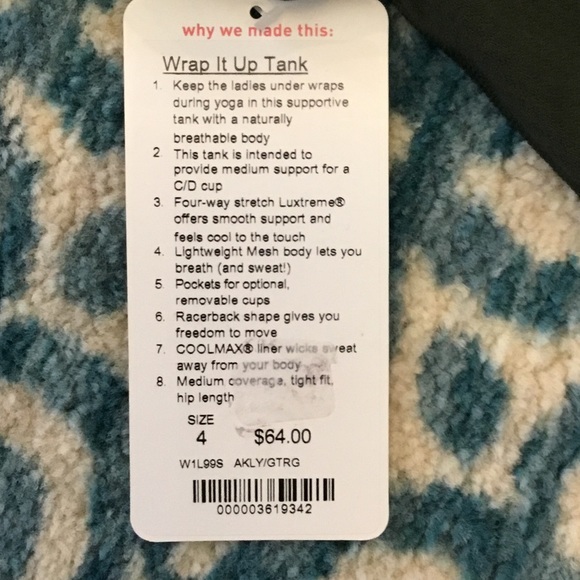 why we made this:
Wrap It Up Tank
1. Keep the ladies under wraps
during yoga in this supportive
tank with a naturally
breathable body
2. This tank is intended to
provide medium support for a
C/D cup
3. Four-way stretch Luxtreme®
offers smooth support and
feels cool to the touch
4. Lightweight Mesh body lets you
breath (and sweat!)
5. Pockets for optional,
removable cups
6. Racerback shape gives you
freedom to move
7. COOLMAX® liner wicks sweat
away from your body
8. Medium coverage, tight fit,
hip length
SIZE
4 $64.00
W1L99S AKLY/GTRG
000003619342